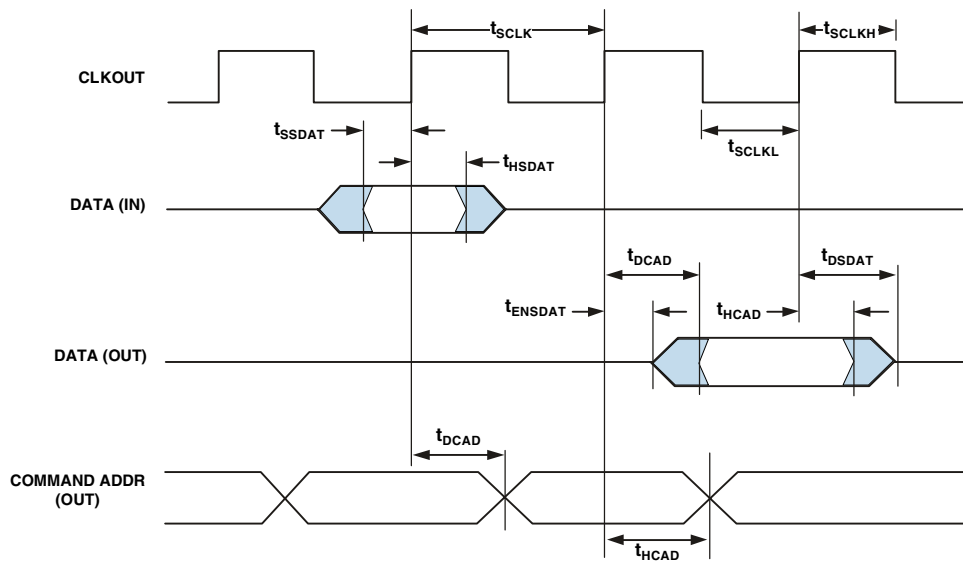 tSCLK
tSCLKH
CLKOUT
tSSDAT
tSCLKL
tHSDAT
DATA (IN)
tDCAD
tDSDAT
tENSDAT
tHCAD
DATA (OUT)
tDCAD
COMMAND ADDR
(OUT)
tHCAD